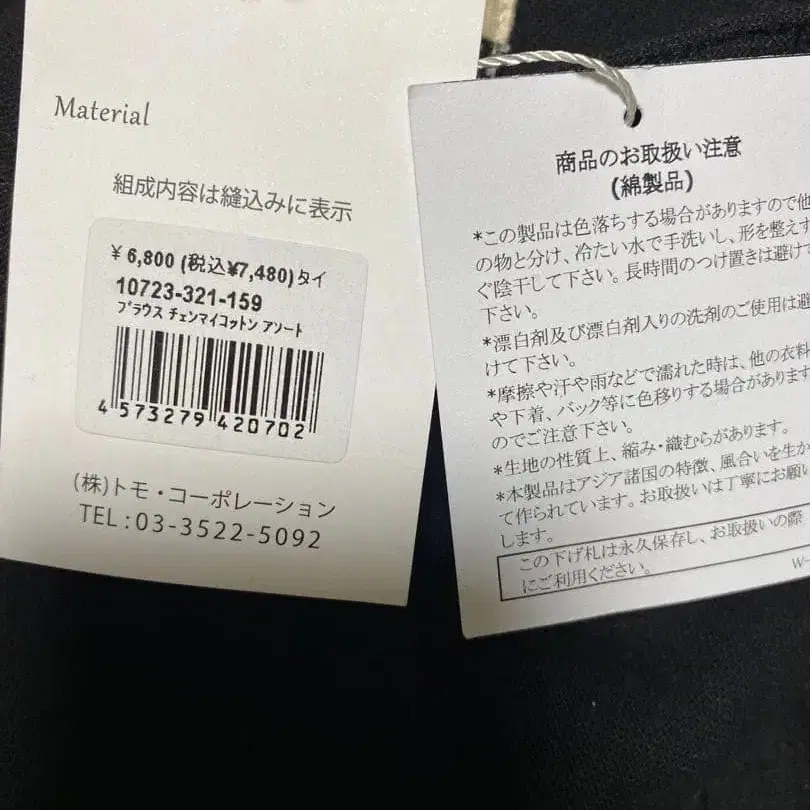 Material
組成内容は縫込みに表示
¥6,800(税込¥7,480)タイ
10723-321-159
ブラウス チェンマイコットン アソート
4 573279 420702
(株)トモ・コーポレーション
TEL:03-3522-5092
商品のお取扱い注意
(綿製品)
*この製品は色落ちする場合がありますので他
の物と分け、冷たい水で手洗いし、形を整えす
ぐ陰干して下さい。長時間のつけ置きは避けて
下さい。
*漂白剤及び漂白剤入りの洗剤のご使用は避
けて下さい。
*摩擦や汗や雨などで濡れた時は、他の衣料
や下着、バック等に色移りする場合があります
のでご注意下さい。
*生地の性質上、縮み・織むらがあります。
*本製品はアジア諸国の特徴、風合いを生か
て作られています。お取扱いは丁寧にお願い
します。
この下げ札は永久保存し、お取扱いの際
にご利用ください。
W-